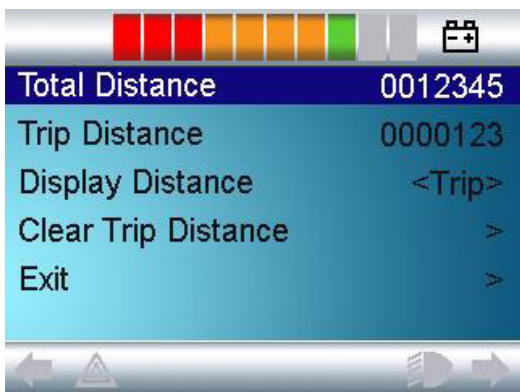 Total Distance 0012345
Trip Distance 0000123
Display Distance <Trip>
Clear Trip Distance >
Exit >